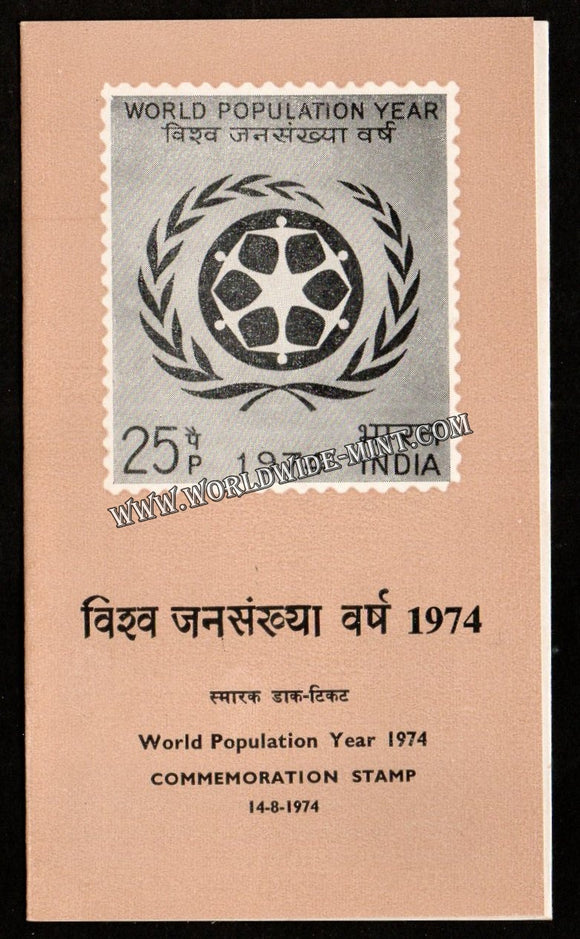 WORLD POPULATION YEAR
विश्व जनसंख्या वर्ष
25 पै
P
भारत
INDIA
WWW.WORLDWIDE-MINT.COM
विश्व जनसंख्या वर्ष 1974
स्मारक डाक-टिकट
World Population Year 1974
COMMEMORATION STAMP
14-8-1974